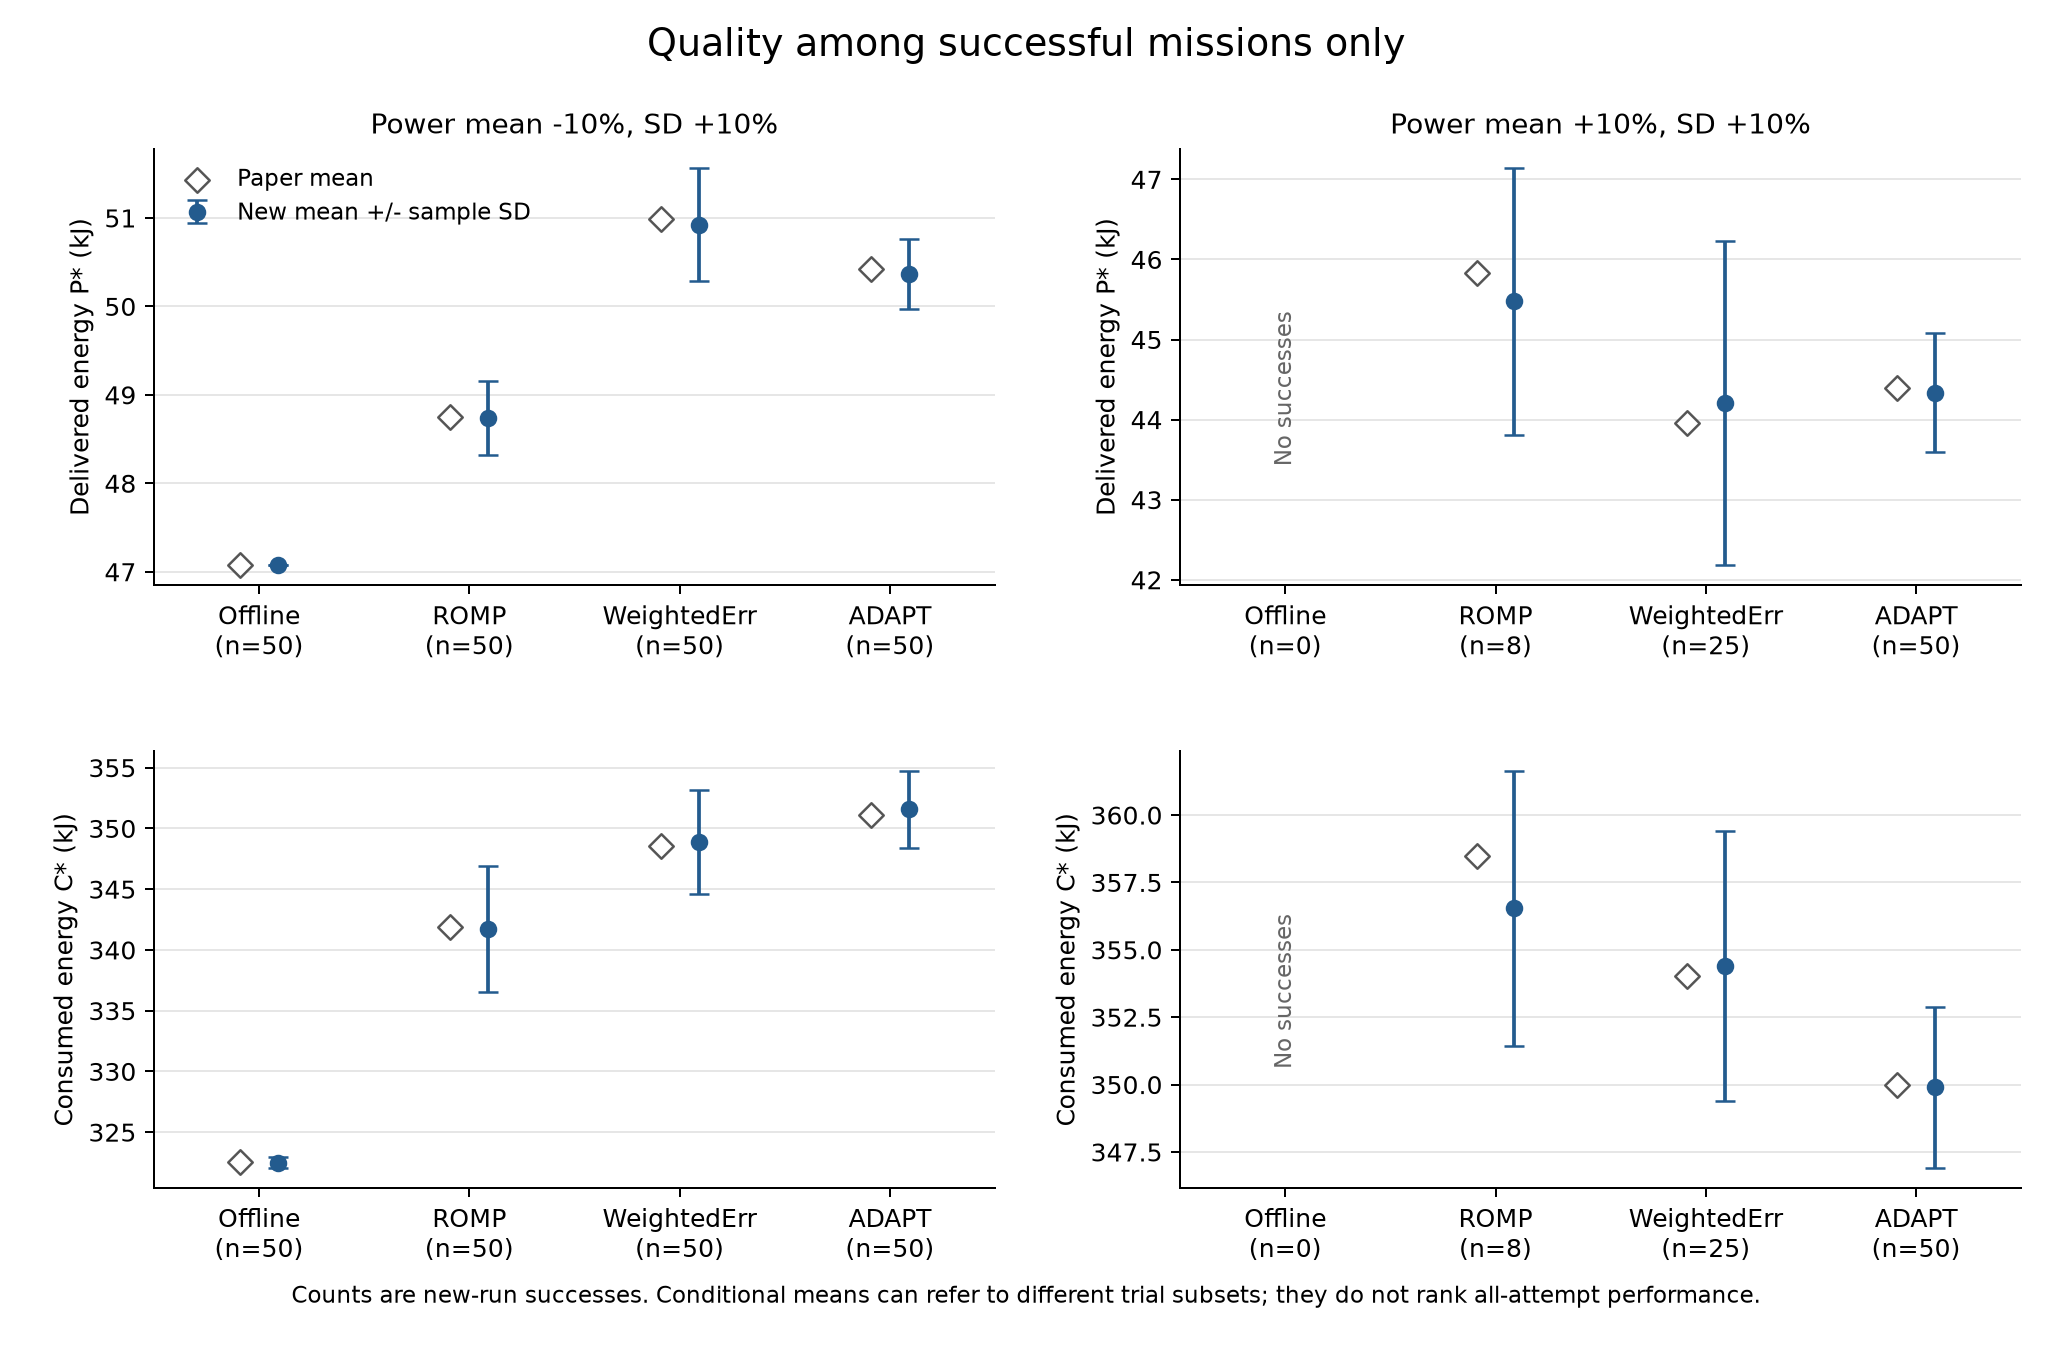 Quality among successful missions only
Power mean -10%, SD +10%
Delivered energy P* (kJ)
Paper mean
New mean +/- sample SD
51
50
49
48
47
Offline
(n=50)
ROMP
(n=50)
WeightedErr
(n=50)
ADAPT
(n=50)
Power mean +10%, SD +10%
Delivered energy P* (kJ)
47
46
45
44
43
42
No successes
Offline
(n=0)
ROMP
(n=8)
WeightedErr
(n=25)
ADAPT
(n=50)
Consumed energy C* (kJ)
355
350
345
340
335
330
325
Offline
(n=50)
ROMP
(n=50)
WeightedErr
(n=50)
ADAPT
(n=50)
Consumed energy C* (kJ)
360.0
357.5
355.0
352.5
350.0
347.5
No successes
Offline
(n=0)
ROMP
(n=8)
WeightedErr
(n=25)
ADAPT
(n=50)
Counts are new-run successes. Conditional means can refer to different trial subsets; they do not rank all-attempt performance.